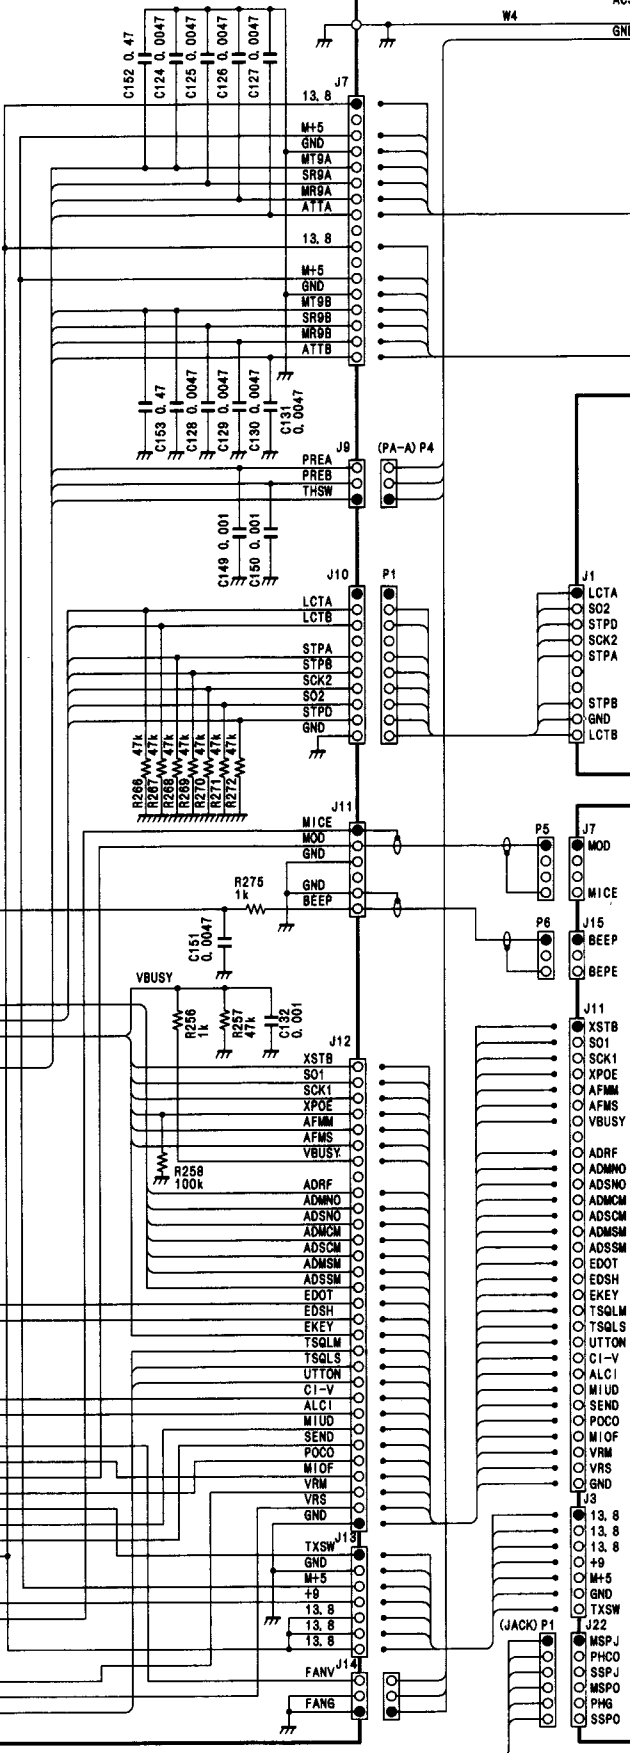 W4
GND
C152 0.47
C124 0.0047
C125 0.0047
C126 0.0047
C127 0.0047
J7
13.8
M+5
GND
MT9A
SR9A
MR9A
ATTA
13.8
M+5
GND
MT9B
SR9B
MR9B
ATTB
C153 0.47
C128 0.0047
C129 0.0047
C130 0.0047
C131 0.0047
J9 (PA-A) P4
PREA
PREB
THSW
C149 0.001
C150 0.001
J10 P1
LCTA
LCTB
STPA
STPB
SCK2
SO2
STPD
GND
R266 47k
R267 47k
R268 47k
R269 47k
R270 47k
R271 47k
R272 47k
J1
LCTA
SO2
STPD
SCK2
STPA
STPB
GND
LCTB
J11
MICE
MOD
GND
GND
BEEP
R275
1k
C151
0.0047
P5 J7
MOD
MICE
P6 J15
BEEP
BEPE
VBUSY
R256
1k
R257
47k
C132
0.001
J12
XSTB
SO1
SCK1
XPOE
AFMM
AFMS
VBUSY
R258
100k
ADRF
ADMNO
ADSNO
ADMCM
ADSCM
ADMSM
ADSSM
EDOT
EDSH
EKEY
TSQLM
TSQLS
UTTON
CI-V
ALCI
MIUD
SEND
POCO
MIOF
VRM
VRS
GND
J11
XSTB
SO1
SCK1
XPOE
AFMM
AFMS
VBUSY
ADRF
ADMNO
ADSNO
ADMCM
ADSCM
ADMSM
ADSSM
EDOT
EDSH
EKEY
TSQLM
TSQLS
UTTON
CI-V
ALCI
MIUD
SEND
POCO
MIOF
VRM
VRS
GND
J13
TXSW
GND
M+5
+9
13.8
13.8
13.8
J3
13.8
13.8
13.8
+9
M+5
GND
TXSW
J14
FANV
FANG
(JACK) P1 J22
MSPJ
PHCO
SSPJ
MSPO
PHG
SSPO